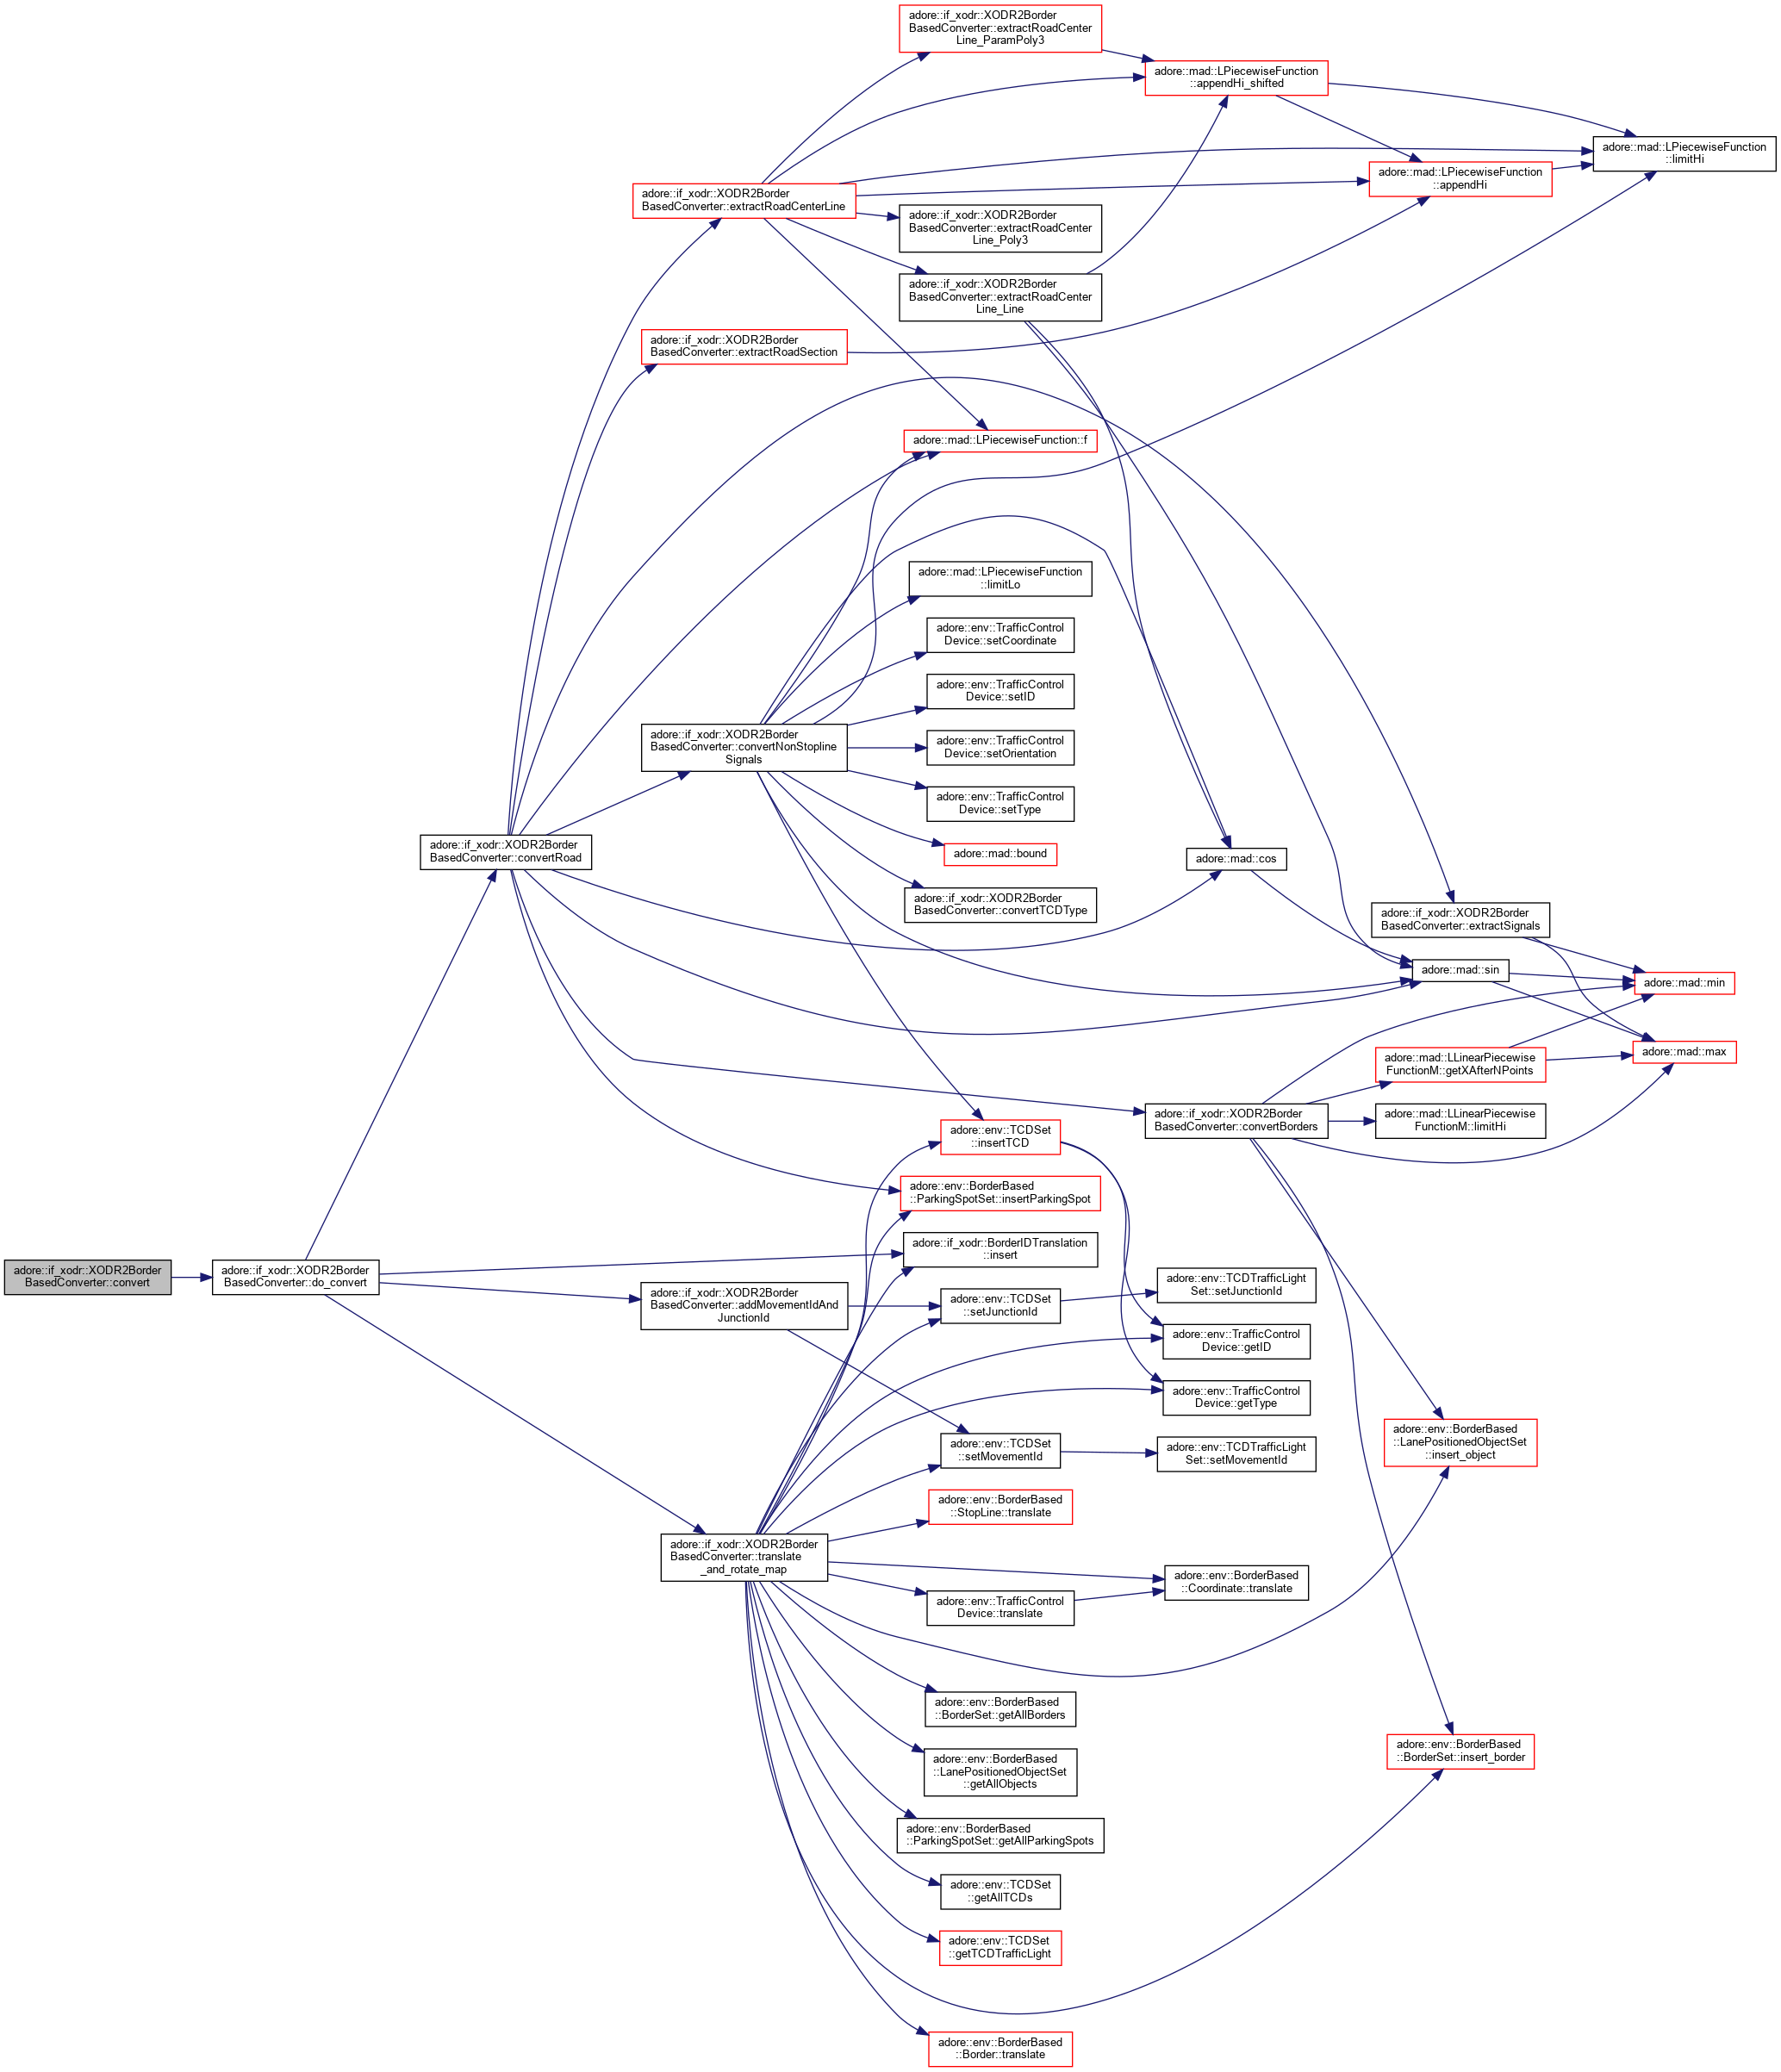 adore::if_xodr::XODR2Border
BasedConverter::extractRoadCenter
Line_ParamPoly3
adore::mad::LPiecewiseFunction
::appendHi_shifted
adore::mad::LPiecewiseFunction
::limitHi
adore::mad::LPiecewiseFunction
::appendHi
adore::if_xodr::XODR2Border
BasedConverter::extractRoadCenterLine
adore::if_xodr::XODR2Border
BasedConverter::extractRoadCenter
Line_Poly3
adore::if_xodr::XODR2Border
BasedConverter::extractRoadCenter
Line_Line
adore::if_xodr::XODR2Border
BasedConverter::extractRoadSection
adore::mad::LPiecewiseFunction::f
adore::mad::LPiecewiseFunction
::limitLo
adore::env::TrafficControl
Device::setCoordinate
adore::env::TrafficControl
Device::setID
adore::if_xodr::XODR2Border
BasedConverter::convertNonStopline
Signals
adore::env::TrafficControl
Device::setOrientation
adore::env::TrafficControl
Device::setType
adore::if_xodr::XODR2Border
BasedConverter::convertRoad
adore::mad::bound
adore::mad::cos
adore::if_xodr::XODR2Border
BasedConverter::convertTCDType
adore::if_xodr::XODR2Border
BasedConverter::extractSignals
adore::mad::sin
adore::mad::min
adore::mad::max
adore::mad::LLinearPiecewise
FunctionM::getXAfterNPoints
adore::if_xodr::XODR2Border
BasedConverter::convertBorders
adore::mad::LLinearPiecewise
FunctionM::limitHi
adore::env::TCDSet
::insertTCD
adore::env::BorderBased
::ParkingSpotSet::insertParkingSpot
adore::if_xodr::BorderIDTranslation
::insert
adore::if_xodr::XODR2Border
BasedConverter::convert
adore::if_xodr::XODR2Border
BasedConverter::do_convert
adore::if_xodr::XODR2Border
BasedConverter::addMovementIdAnd
JunctionId
adore::env::TCDSet
::setJunctionId
adore::env::TCDTrafficLight
Set::setJunctionId
adore::env::TrafficControl
Device::getID
adore::env::TrafficControl
Device::getType
adore::env::TCDSet
::setMovementId
adore::env::TCDTrafficLight
Set::setMovementId
adore::env::BorderBased
::LanePositionedObjectSet
::insert_object
adore::env::BorderBased
::StopLine::translate
adore::if_xodr::XODR2Border
BasedConverter::translate
_and_rotate_map
adore::env::BorderBased
::Coordinate::translate
adore::env::TrafficControl
Device::translate
adore::env::BorderBased
::BorderSet::getAllBorders
adore::env::BorderBased
::LanePositionedObjectSet
::getAllObjects
adore::env::BorderBased
::BorderSet::insert_border
adore::env::BorderBased
::ParkingSpotSet::getAllParkingSpots
adore::env::TCDSet
::getAllTCDs
adore::env::TCDSet
::getTCDTrafficLight
adore::env::BorderBased
::Border::translate